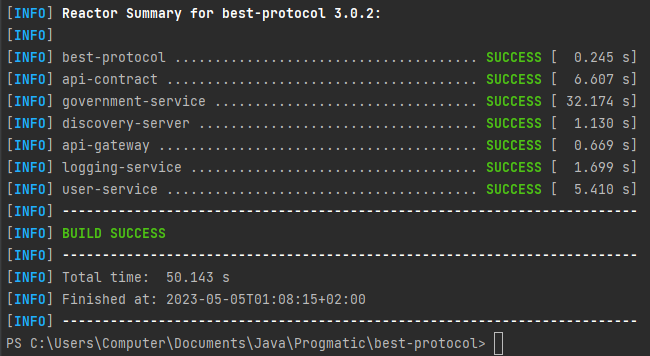 [INFO] Reactor Summary for best-protocol 3.0.2:
[INFO]
[INFO] best-protocol ...................................... SUCCESS [  0.245 s]
[INFO] api-contract ....................................... SUCCESS [  6.607 s]
[INFO] government-service ................................. SUCCESS [ 32.174 s]
[INFO] discovery-server ................................... SUCCESS [  1.130 s]
[INFO] api-gateway ........................................ SUCCESS [  0.669 s]
[INFO] logging-service .................................... SUCCESS [  1.699 s]
[INFO] user-service ....................................... SUCCESS [  5.410 s]
[INFO] ------------------------------------------------------------------------
[INFO] BUILD SUCCESS
[INFO] ------------------------------------------------------------------------
[INFO] Total time:  50.143 s
[INFO] Finished at: 2023-05-05T01:08:15+02:00
[INFO] ------------------------------------------------------------------------
PS C:\Users\Computer\Documents\Java\Progmatic\best-protocol>